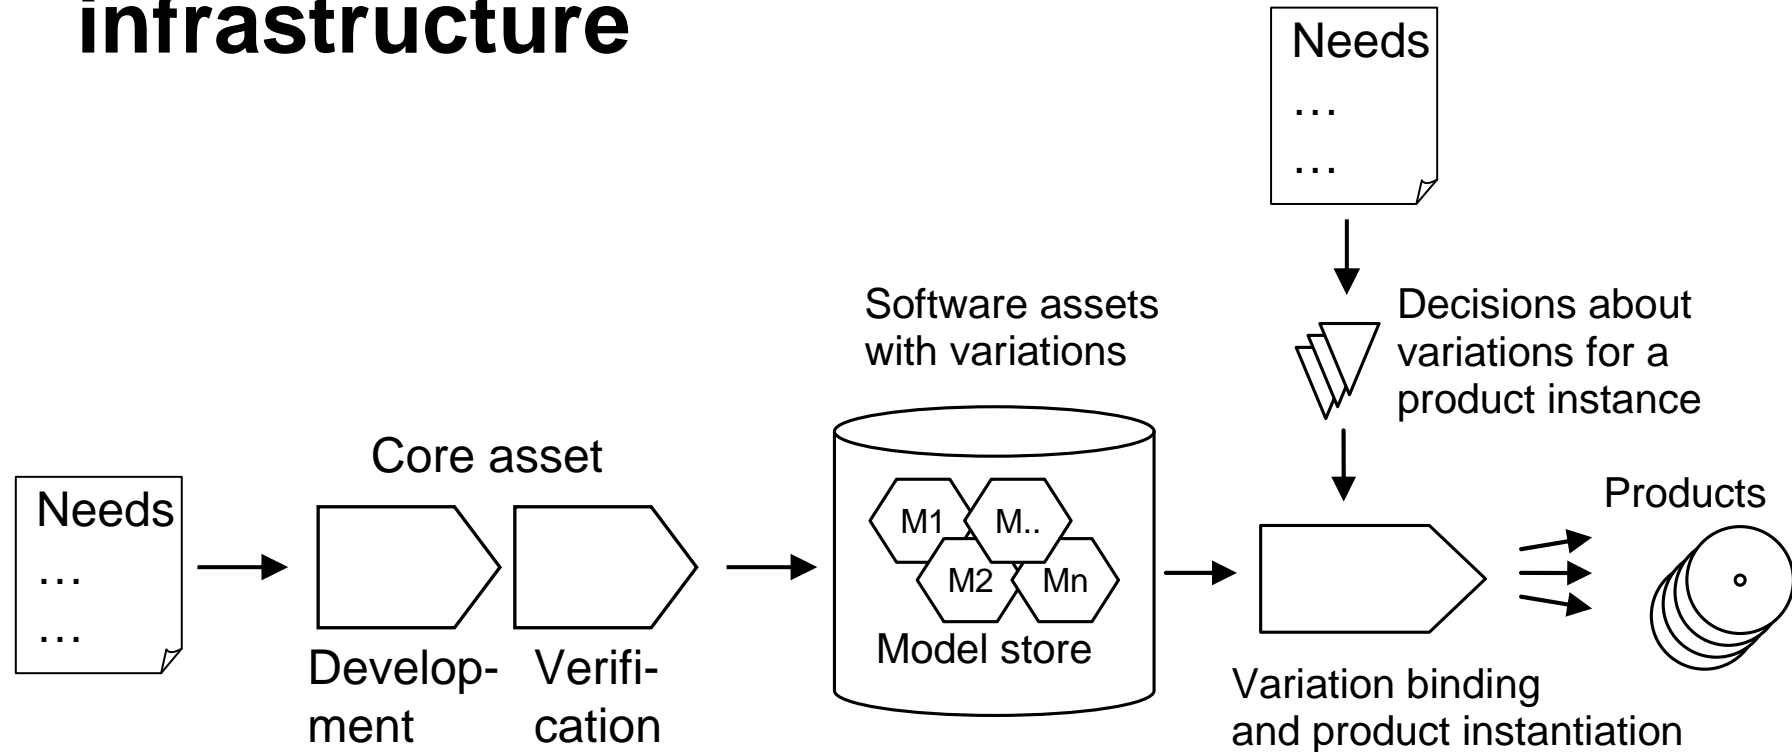 infrastructure
Needs
…
…
Software assets
with variations
Decisions about
variations for a
product instance
Core asset
Needs
…
…
Develop-
ment
Verifi-
cation
M1
M..
M2
Mn
Model store
Products
Variation binding
and product instantiation